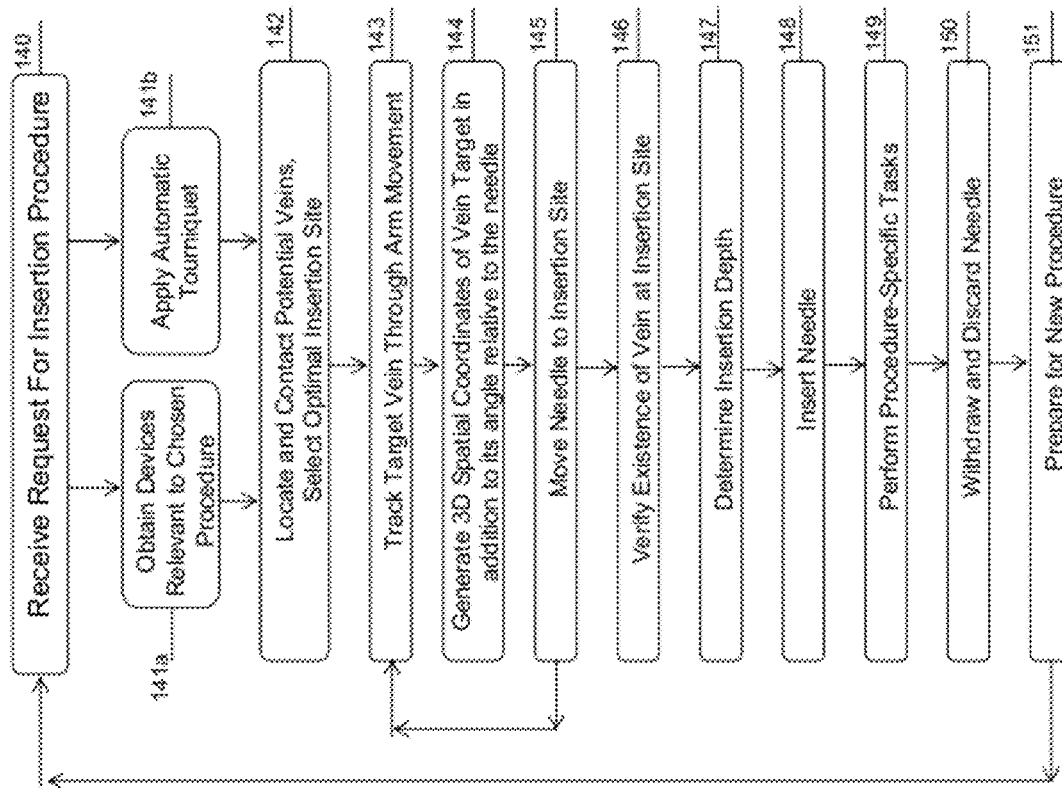 140
Receive Request For Insertion Procedure
141a
Obtain Devices
Relevant to Chosen
Procedure
141b
Apply Automatic
Tourniquet
142
Locate and Contact Potential Veins,
Select Optimal Insertion Site
143
Track Target Vein Through Arm Movement
144
Generate 3D Spatial Coordinates of Vein Target in
addition to its angle relative to the needle
145
Move Needle to Insertion Site
146
Verify Existence of Vein at Insertion Site
147
Determine Insertion Depth
148
Insert Needle
149
Perform Procedure-Specific Tasks
150
Withdraw and Discard Needle
151
Prepare for New Procedure